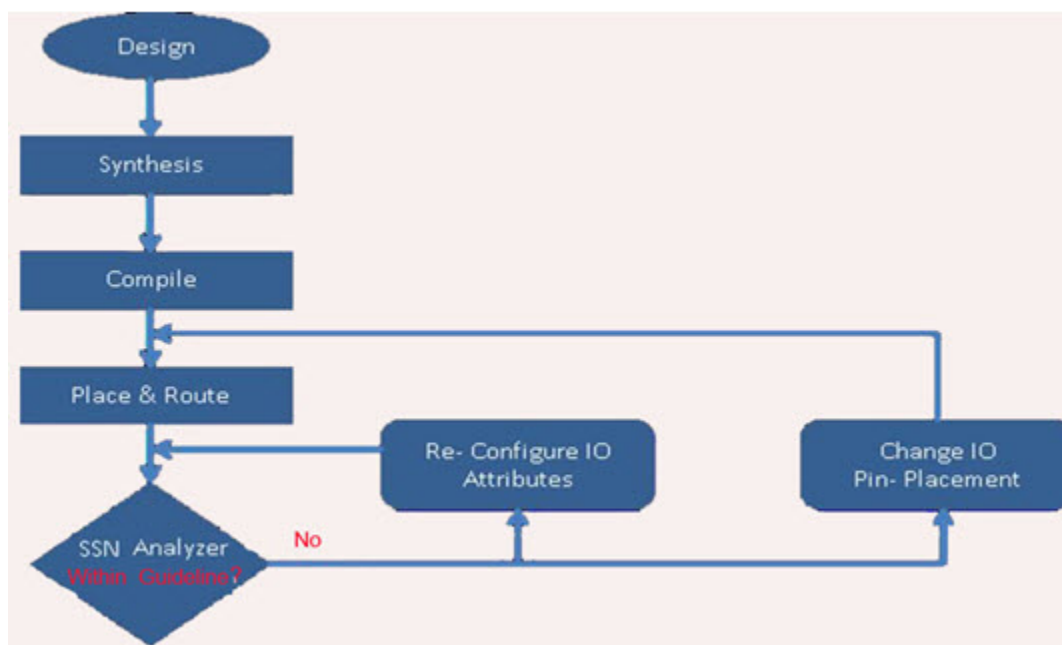 Design
Synthesis
Compile
Place & Route
Re- Configure IO
Attributes
Change IO
Pin- Placement
SSN Analyzer
Within Guideline?
No